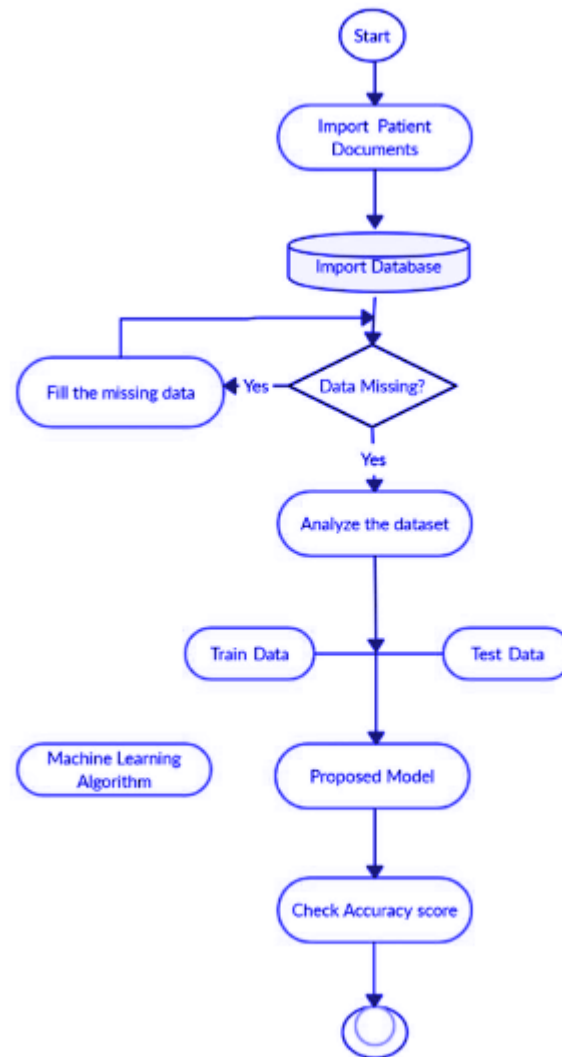 Start
Import Patient
Documents
Import Database
Fill the missing data
Yes
Data Missing?
Yes
Analyze the dataset
Train Data
Test Data
Machine Learning
Algorithm
Proposed Model
Check Accuracy score